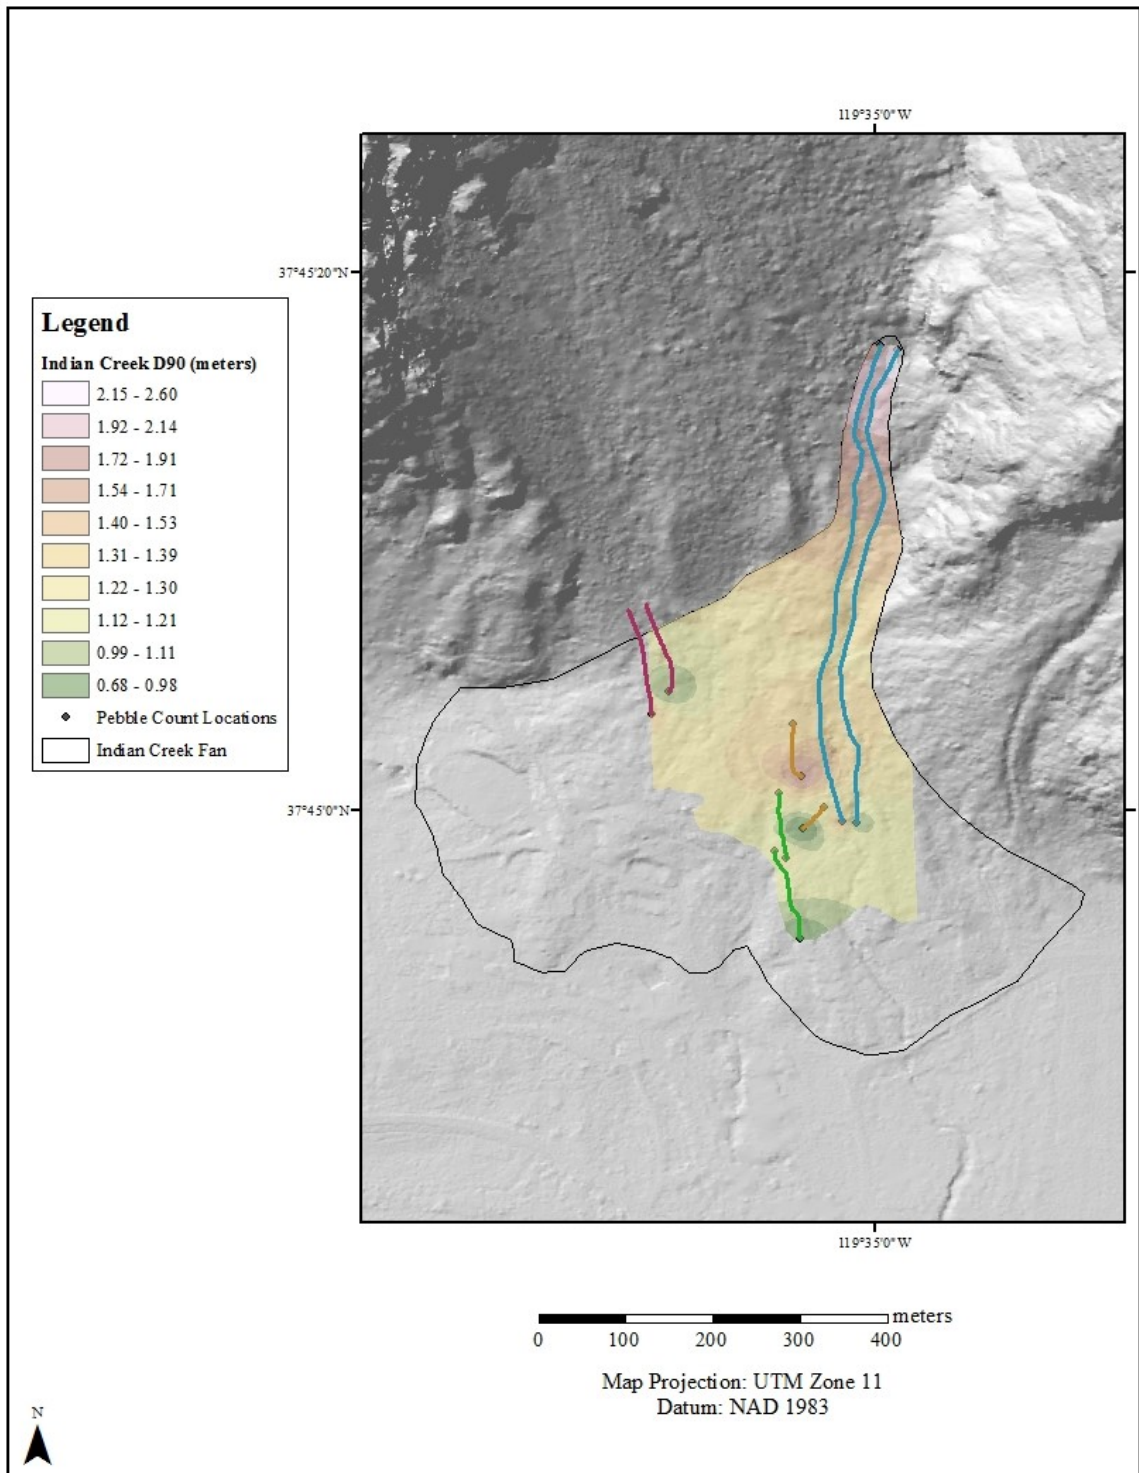 119°35'0"W
37°45'20"N
Legend
Indian Creek D90 (meters)
2.15 - 2.60
1.92 - 2.14
1.72 - 1.91
1.54 - 1.71
1.40 - 1.53
1.31 - 1.39
1.22 - 1.30
1.12 - 1.21
0.99 - 1.11
0.68 - 0.98
Pebble Count Locations
Indian Creek Fan
37°45'0"N
119°35'0"W
meters
0 100 200 300 400
Map Projection: UTM Zone 11
Datum: NAD 1983
N